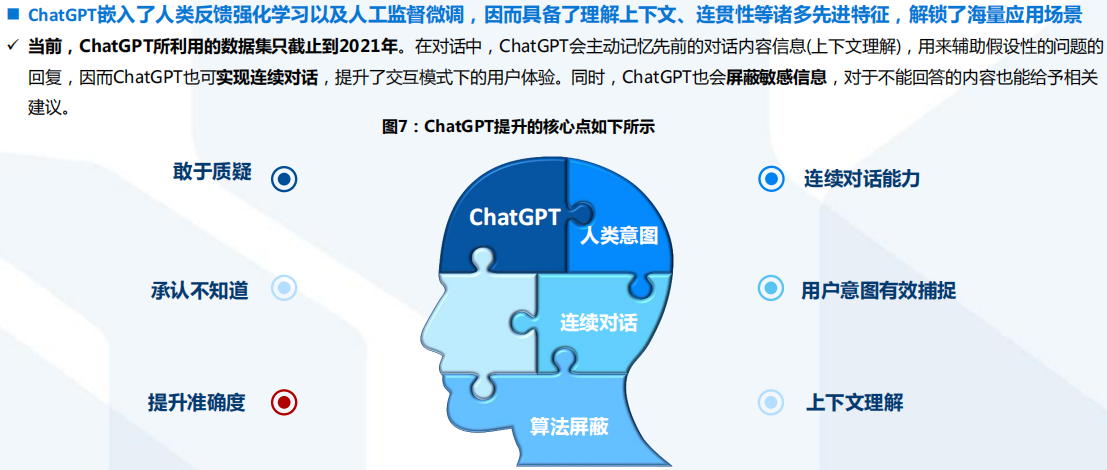 ChatGPT嵌入了人类反馈强化学习以及人工监督微调，因而具备了理解上下文、连贯性等诸多先进特征，解锁了海量应用场景
当前，ChatGPT所利用的数据集只截止到2021年。在对话中，ChatGPT会主动记忆先前的对话内容信息(上下文理解)，用来辅助假设性的问题的
回复，因而ChatGPT也可实现连续对话，提升了交互模式下的用户体验。同时，ChatGPT也会屏蔽敏感信息，对于不能回答的内容也能给予相关
建议。
图7：ChatGPT提升的核心点如下所示
敢于质疑
连续对话能力
ChatGPT
人类意图
承认不知道
用户意图有效捕捉
连续对话
提升准确度
上下文理解
算法屏蔽